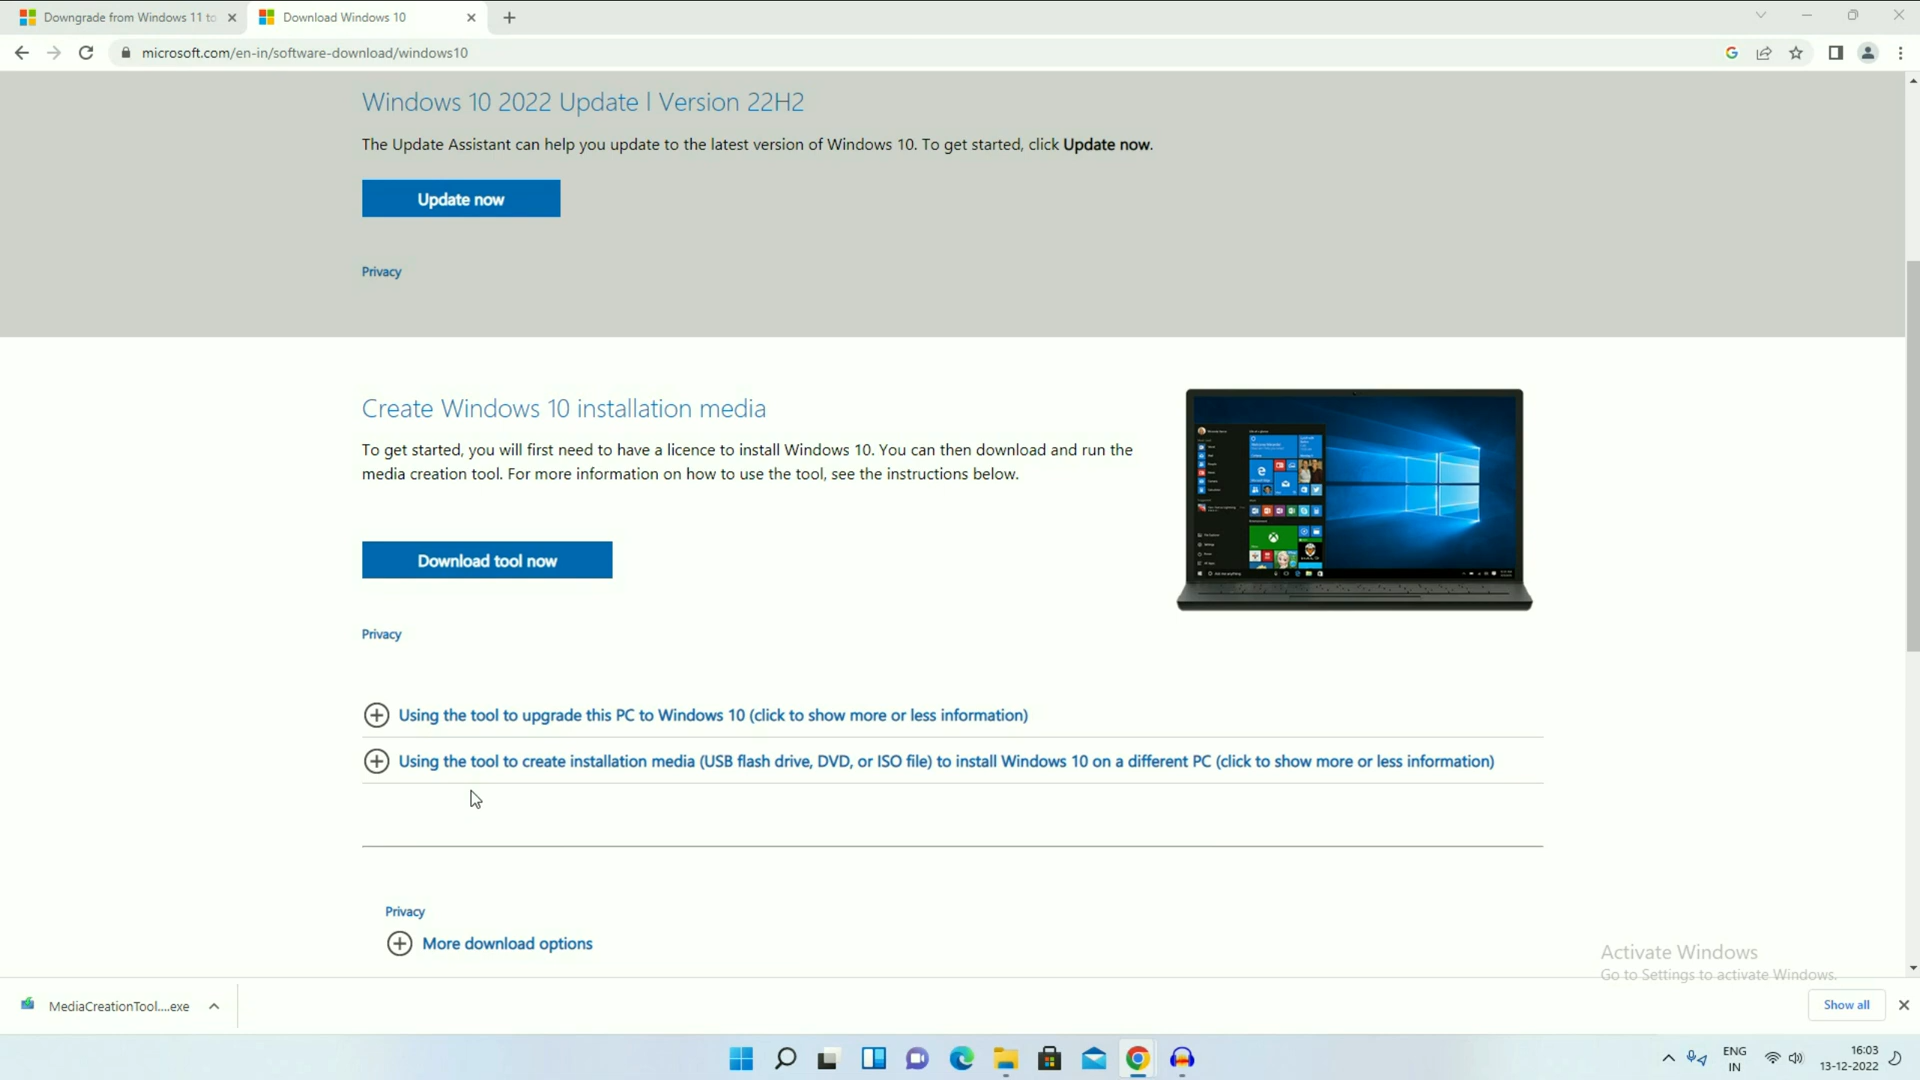 Downgrade from Windows 11 to
Download Windows 10
microsoft.com/en-in/software-download/windows10
Windows 10 2022 Update | Version 22H2
The Update Assistant can help you update to the latest version of Windows 10. To get started, click Update now.
Update now
Privacy
Create Windows 10 installation media
To get started, you will first need to have a licence to install Windows 10. You can then download and run the
media creation tool. For more information on how to use the tool, see the instructions below.
Download tool now
Privacy
Using the tool to upgrade this PC to Windows 10 (click to show more or less information)
Using the tool to create installation media (USB flash drive, DVD, or ISO file) to install Windows 10 on a different PC (click to show more or less information)
Privacy
More download options
Activate Windows
Go to Settings to activate Windows.
MediaCreationTool....exe
Show all
ENG
IN
16:03
13-12-2022